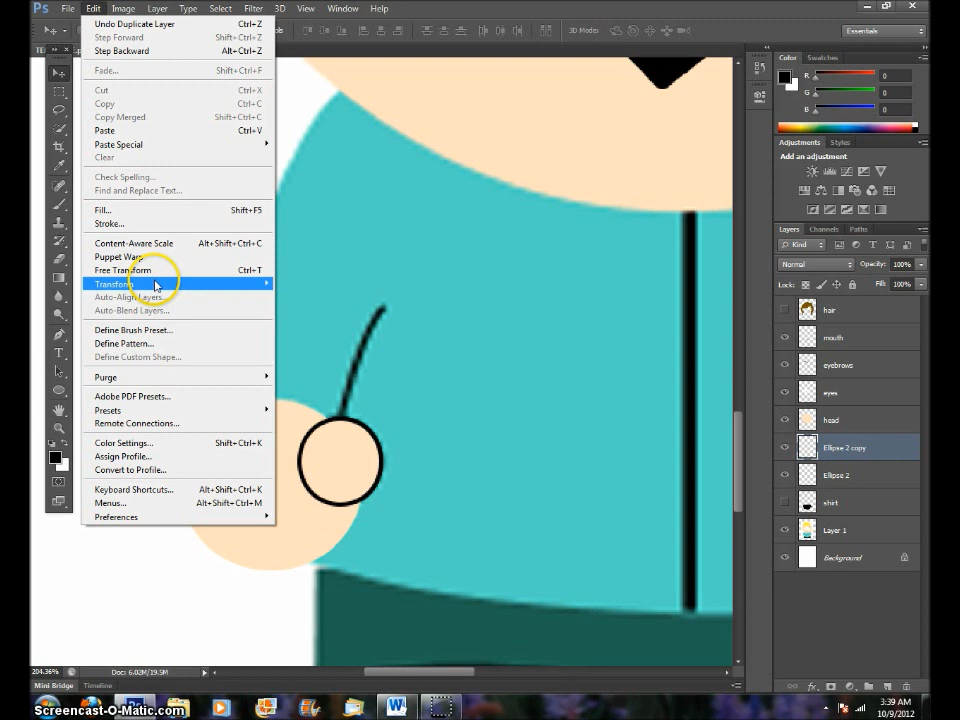 Ps File Edit Image Layer Type Select Filter 3D View Window Help
3D Modes: Essentials
Undo Duplicate Layer Ctrl+Z
Step Forward Shift+Ctrl+Z
Step Backward Alt+Ctrl+Z
Fade... Shift+Ctrl+F
Cut Ctrl+X
Copy Ctrl+C
Copy Merged Shift+Ctrl+C
Paste Ctrl+V
Paste Special
Clear
Check Spelling...
Find and Replace Text...
Fill... Shift+F5
Stroke...
Content-Aware Scale Alt+Shift+Ctrl+C
Puppet Warp
Free Transform Ctrl+T
Transform
Auto-Align Layers...
Auto-Blend Layers...
Define Brush Preset...
Define Pattern...
Define Custom Shape...
Purge
Adobe PDF Presets...
Presets
Remote Connections...
Color Settings... Shift+Ctrl+K
Assign Profile...
Convert to Profile...
Keyboard Shortcuts... Alt+Shift+Ctrl+K
Menus... Alt+Shift+Ctrl+M
Preferences
Color Swatches
R 0
G 0
B 0
Adjustments Styles
Add an adjustment
Layers Channels Paths
Kind
Normal Opacity: 100%
Lock: Fill: 100%
hair
mouth
eyebrows
eyes
head
Ellipse 2 copy
Ellipse 2
shirt
Layer 1
Background
204.36% Doc: 6.02M/19.5M
Mini Bridge Timeline
3:39 AM
10/9/2012
Screencast-O-Matic.com